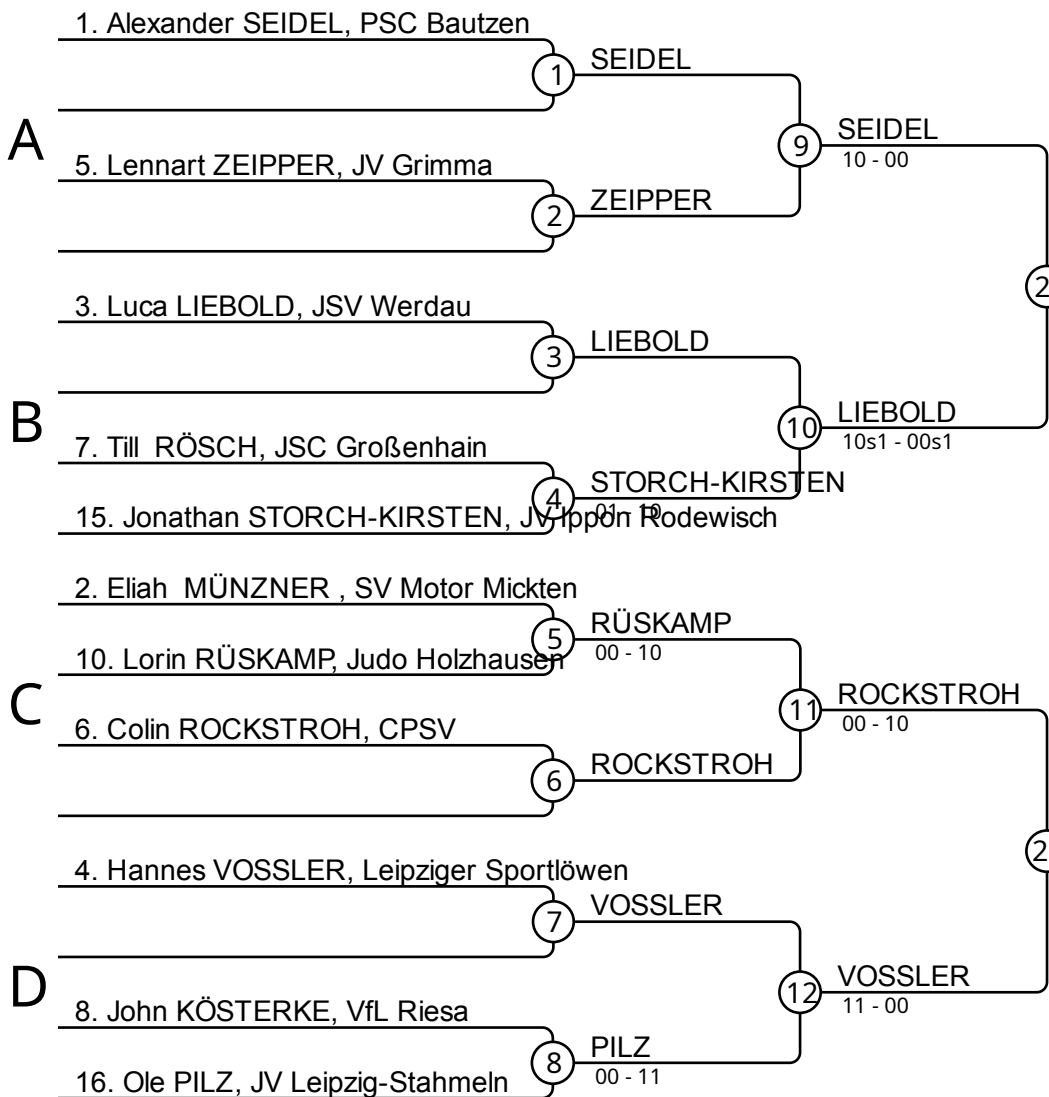 1. Alexander SEIDEL, PSC Bautzen
1
SEIDEL
A
9
SEIDEL
10 - 00
5. Lennart ZEIPPER, JV Grimma
2
ZEIPPER
2
3. Luca LIEBOLD, JSV Werdau
3
LIEBOLD
B
10
LIEBOLD
10s1 - 00s1
7. Till RÖSCH, JSC Großenhain
4
STORCH-KIRSTEN
01 - 10
15. Jonathan STORCH-KIRSTEN, JV Ippon Rodewisch
2. Eliah MÜNZNER , SV Motor Mickten
5
RÜSKAMP
00 - 10
10. Lorin RÜSKAMP, Judo Holzhausen
C
11
ROCKSTROH
00 - 10
6. Colin ROCKSTROH, CPSV
6
ROCKSTROH
2
4. Hannes VOSSLER, Leipziger Sportlöwen
7
VOSSLER
D
12
VOSSLER
11 - 00
8. John KÖSTERKE, VfL Riesa
8
PILZ
00 - 11
16. Ole PILZ, JV Leipzig-Stahmeln